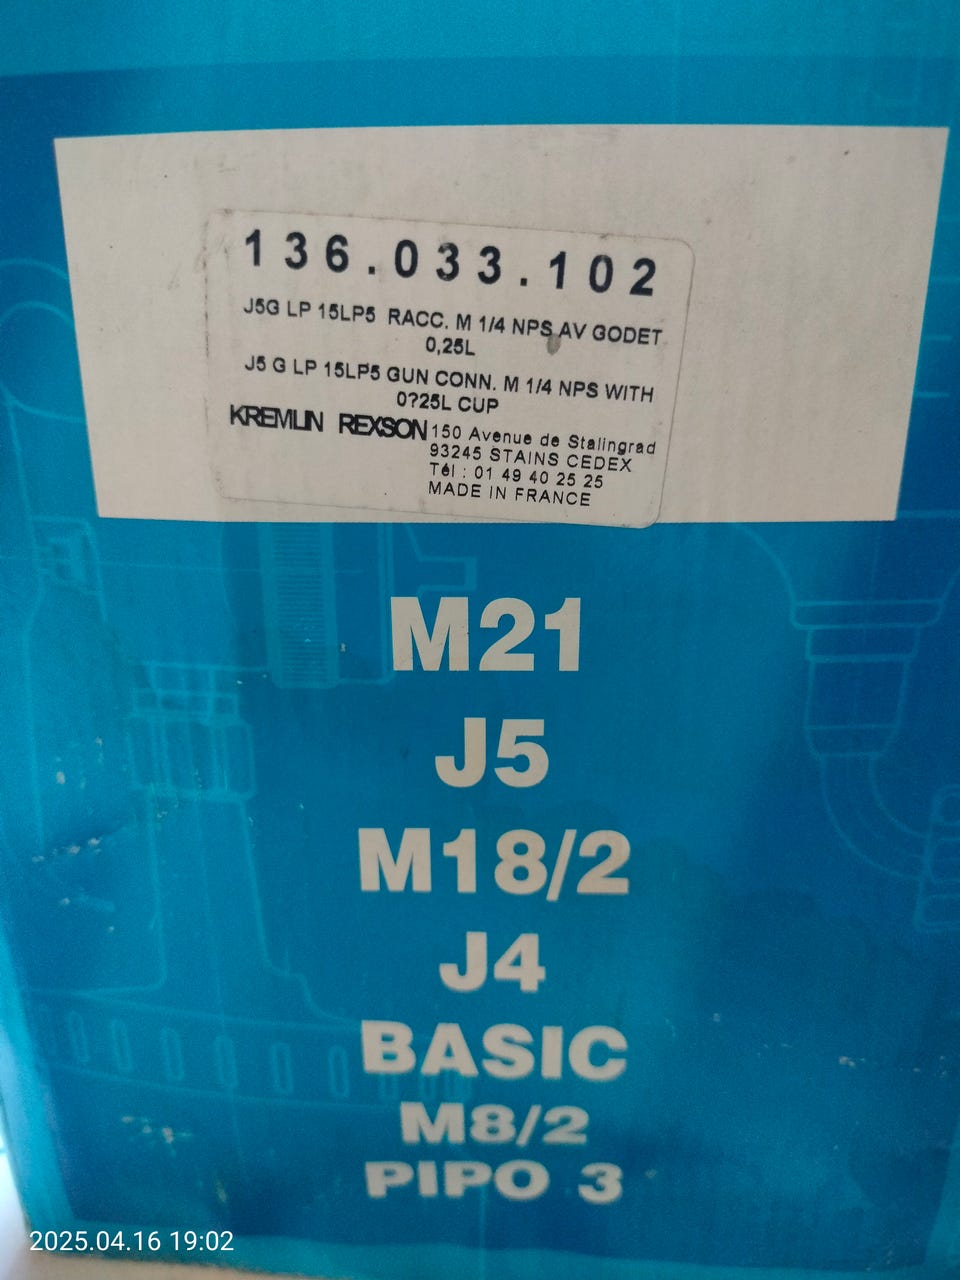 136.033.102
J5G LP 15LP5 RACC. M 1/4 NPS AV GODET
0,25L
J5 G LP 15LP5 GUN CONN. M 1/4 NPS WITH
0?25L CUP
KREMLIN REXSON 150 Avenue de Stalingrad
93245 STAINS CEDEX
Tél : 01 49 40 25 25
MADE IN FRANCE
M21
J5
M18/2
J4
BASIC
M8/2
PIPO 3
2025.04.16 19:02